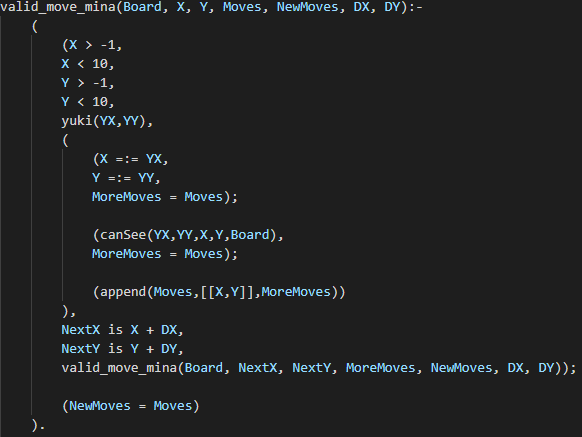 valid_move_mina(Board, X, Y, Moves, NewMoves, DX, DY):-
(
(X > -1,
X < 10,
Y > -1,
Y < 10,
yuki(YX,YY),
(
(X =:= YX,
Y =:= YY,
MoreMoves = Moves);
(canSee(YX,YY,X,Y,Board),
MoreMoves = Moves);
(append(Moves,[[X,Y]],MoreMoves))
),
NextX is X + DX,
NextY is Y + DY,
valid_move_mina(Board, NextX, NextY, MoreMoves, NewMoves, DX, DY));
(NewMoves = Moves)
).